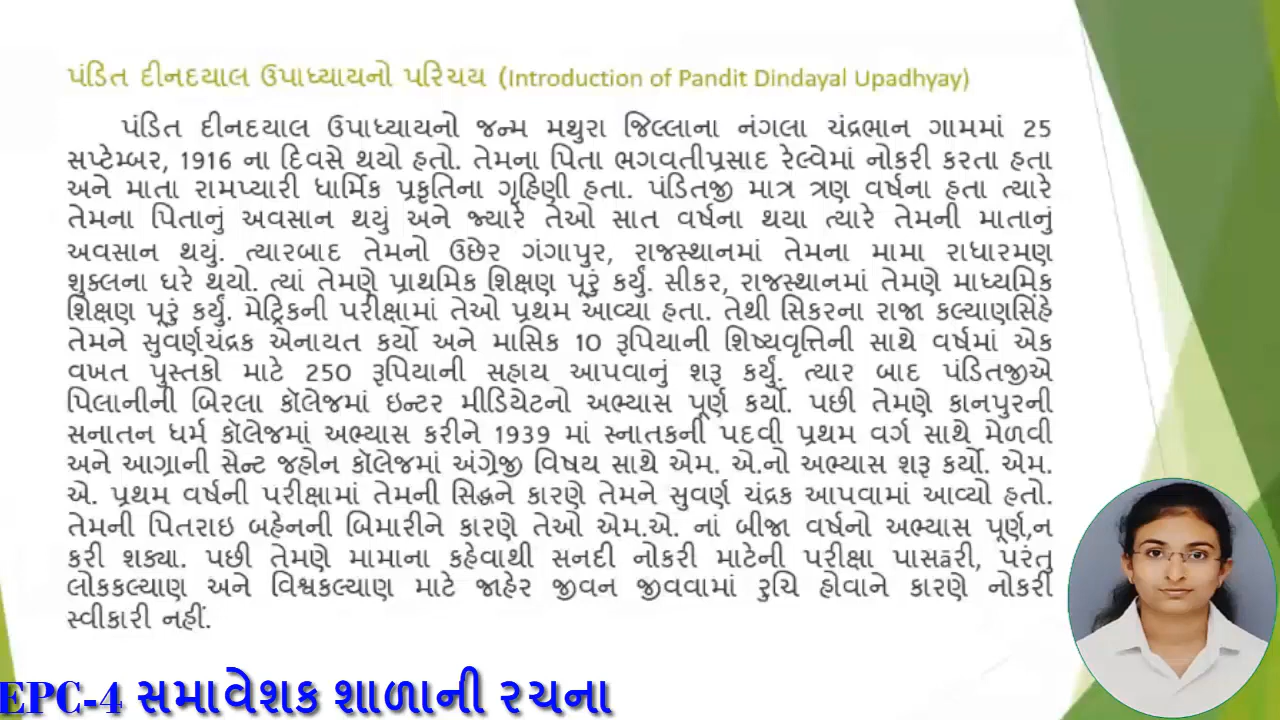 પંડિત દીનદયાલ ઉપાધ્યાયનો પરિચય (Introduction of Pandit Dindayal Upadhyay)
પંડિત દીનદયાલ ઉપાધ્યાયનો જન્મ મથુરા જિલ્લાના નંગલા ચંદ્રભાન ગામમાં 25
સપ્ટેમ્બર, 1916 ના દિવસે થયો હતો. તેમના પિતા ભગવતીપ્રસાદ રેલ્વેમાં નોકરી કરતા હતા
અને માતા રામપ્યારી ધાર્મિક પ્રકૃતિના ગૃહિણી હતા. પંડિતજી માત્ર ત્રણ વર્ષના હતા ત્યારે
તેમના પિતાનું અવસાન થયું અને જ્યારે તેઓ સાત વર્ષના થયા ત્યારે તેમની માતાનું
અવસાન થયું. ત્યારબાદ તેમનો ઉછેર ગંગાપુર, રાજસ્થાનમાં તેમના મામા રાધારમણ
શુક્લના ઘરે થયો. ત્યાં તેમણે પ્રાથમિક શિક્ષણ પૂરું કર્યું. સીકર, રાજસ્થાનમાં તેમણે માધ્યમિક
શિક્ષણ પૂરું કર્યું. મેટ્રિકની પરીક્ષામાં તેઓ પ્રથમ આવ્યા હતા. તેથી સિકરના રાજા કલ્યાણસિંહે
તેમને સુવર્ણચંદ્રક એનાયત કર્યો અને માસિક 10 રૂપિયાની શિષ્યવૃત્તિની સાથે વર્ષમાં એક
વખત પુસ્તકો માટે 250 રૂપિયાની સહાય આપવાનું શરૂ કર્યું. ત્યાર બાદ પંડિતજીએ
પિલાનીની બિરલા કૉલેજમાં ઇન્ટર મીડિયેટનો અભ્યાસ પૂર્ણ કર્યો. પછી તેમણે કાનપુરની
સનાતન ધર્મ કૉલેજમાં અભ્યાસ કરીને 1939 માં સ્નાતકની પદવી પ્રથમ વર્ગ સાથે મેળવી
અને આગ્રાની સેન્ટ જહોન કૉલેજમાં અંગ્રેજી વિષય સાથે એમ. એ.નો અભ્યાસ શરૂ કર્યો. એમ.
એ. પ્રથમ વર્ષની પરીક્ષામાં તેમની સિદ્ધને કારણે તેમને સુવર્ણ ચંદ્રક આપવામાં આવ્યો હતો.
તેમની પિતરાઇ બહેનની બિમારીને કારણે તેઓ એમ.એ. નાં બીજા વર્ષનો અભ્યાસ પૂર્ણ,ન
કરી શક્યા. પછી તેમણે મામાના કહેવાથી સનદી નોકરી માટેની પરીક્ષા પાસāરી, પરંતુ
લોકકલ્યાણ અને વિશ્વકલ્યાણ માટે જાહેર જીવન જીવવામાં રુચિ હોવાને કારણે નોકરી
સ્વીકારી નહીં.
EPC-4 સમાવેશક શાળાની રચના